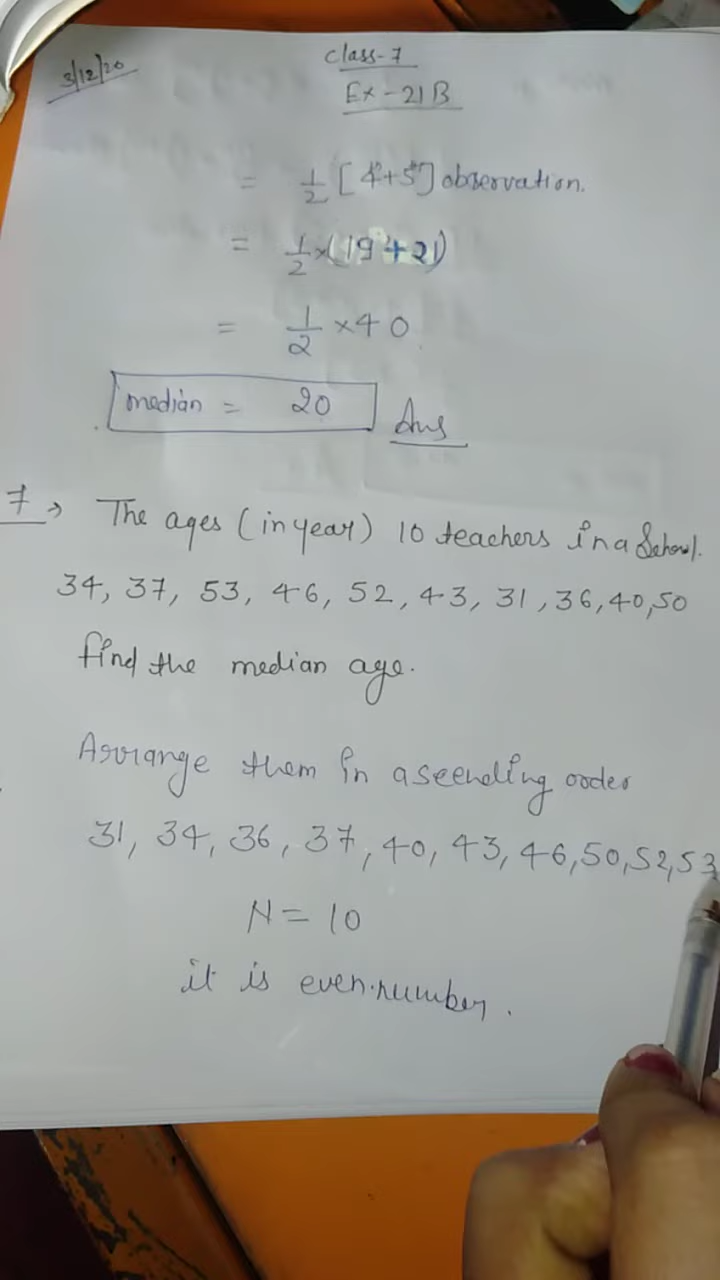 3/12/20
Class-7
Ex-21B
= 1/2 [4°+5°] observation.
= 1/2 × (19 + 21)
= 1/2 × 40
median = 20 Ans
7→ The ages (in year) 10 teachers in a School.
34, 37, 53, 46, 52, 43, 31, 36, 40, 50
find the median age.
Arrange them in aseending order
31, 34, 36, 37, 40, 43, 46, 50, 52, 53
N = 10
it is even.number.